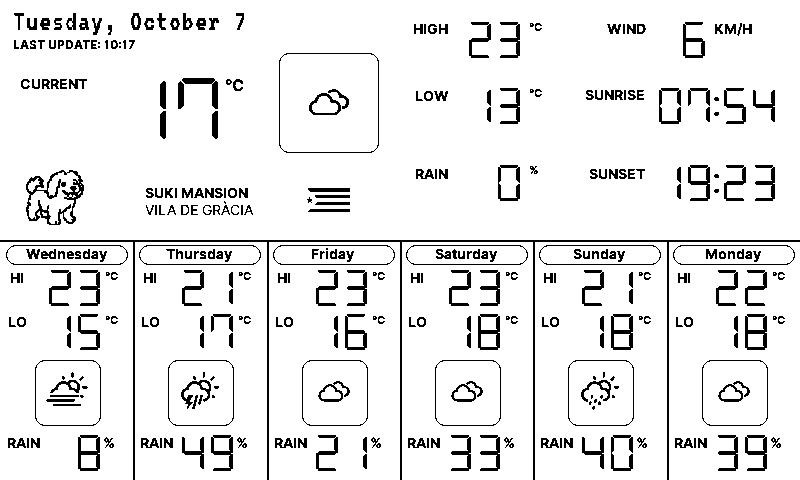 Tuesday, October 7
LAST UPDATE: 10:17
CURRENT 17 °C
SUKI MANSION
VILA DE GRÀCIA
HIGH 23 °C
LOW 13 °C
RAIN 0 %
WIND 6 KM/H
SUNRISE 07:54
SUNSET 19:23
Wednesday
HI 23 °C
LO 15 °C
RAIN 8 %
Thursday
HI 21 °C
LO 17 °C
RAIN 49 %
Friday
HI 23 °C
LO 16 °C
RAIN 21 %
Saturday
HI 23 °C
LO 18 °C
RAIN 33 %
Sunday
HI 21 °C
LO 18 °C
RAIN 40 %
Monday
HI 22 °C
LO 18 °C
RAIN 39 %